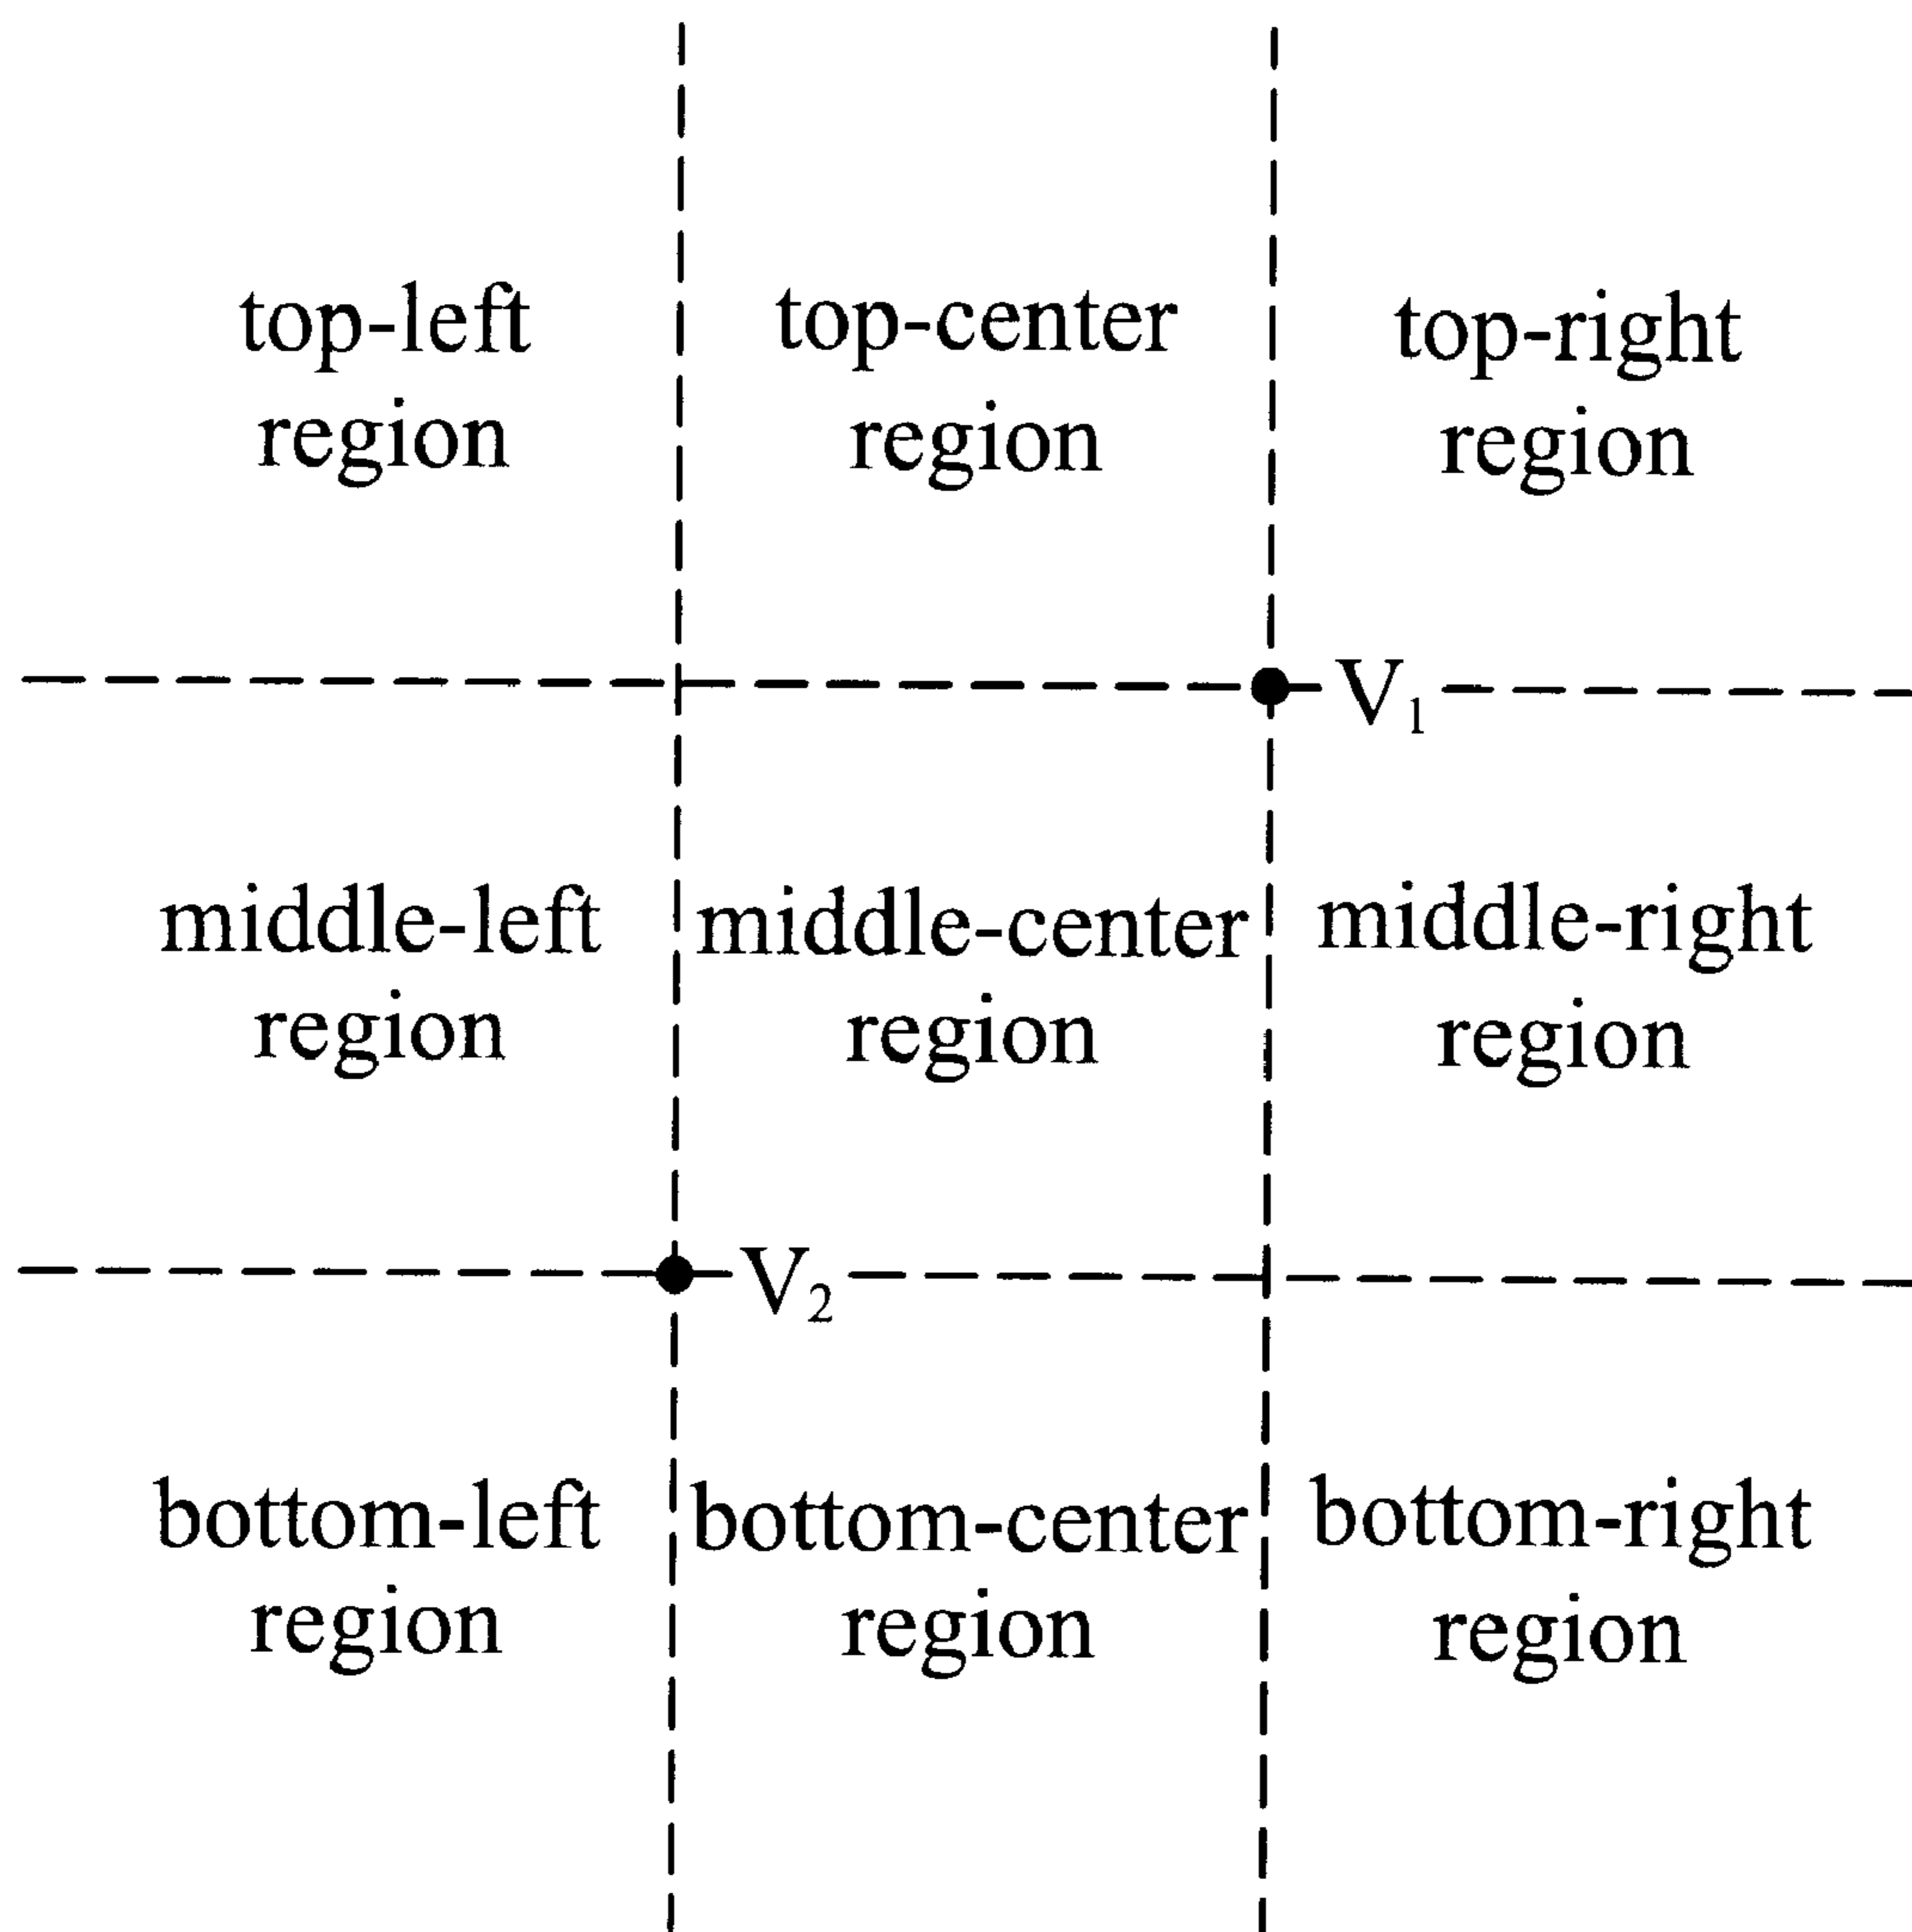 top-left
region
top-center
region
top-right
region
V₁
middle-left
region
middle-center
region
middle-right
region
V₂
bottom-left
region
bottom-center
region
bottom-right
region